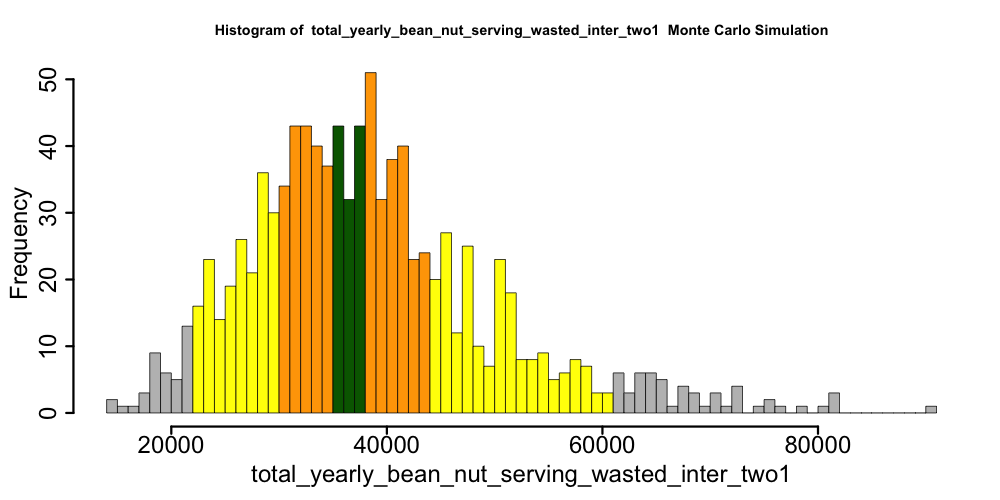 Histogram of  total_yearly_bean_nut_serving_wasted_inter_two1  Monte Carlo Simulation
Frequency
50
40
30
20
10
0
20000 40000 60000 80000
total_yearly_bean_nut_serving_wasted_inter_two1